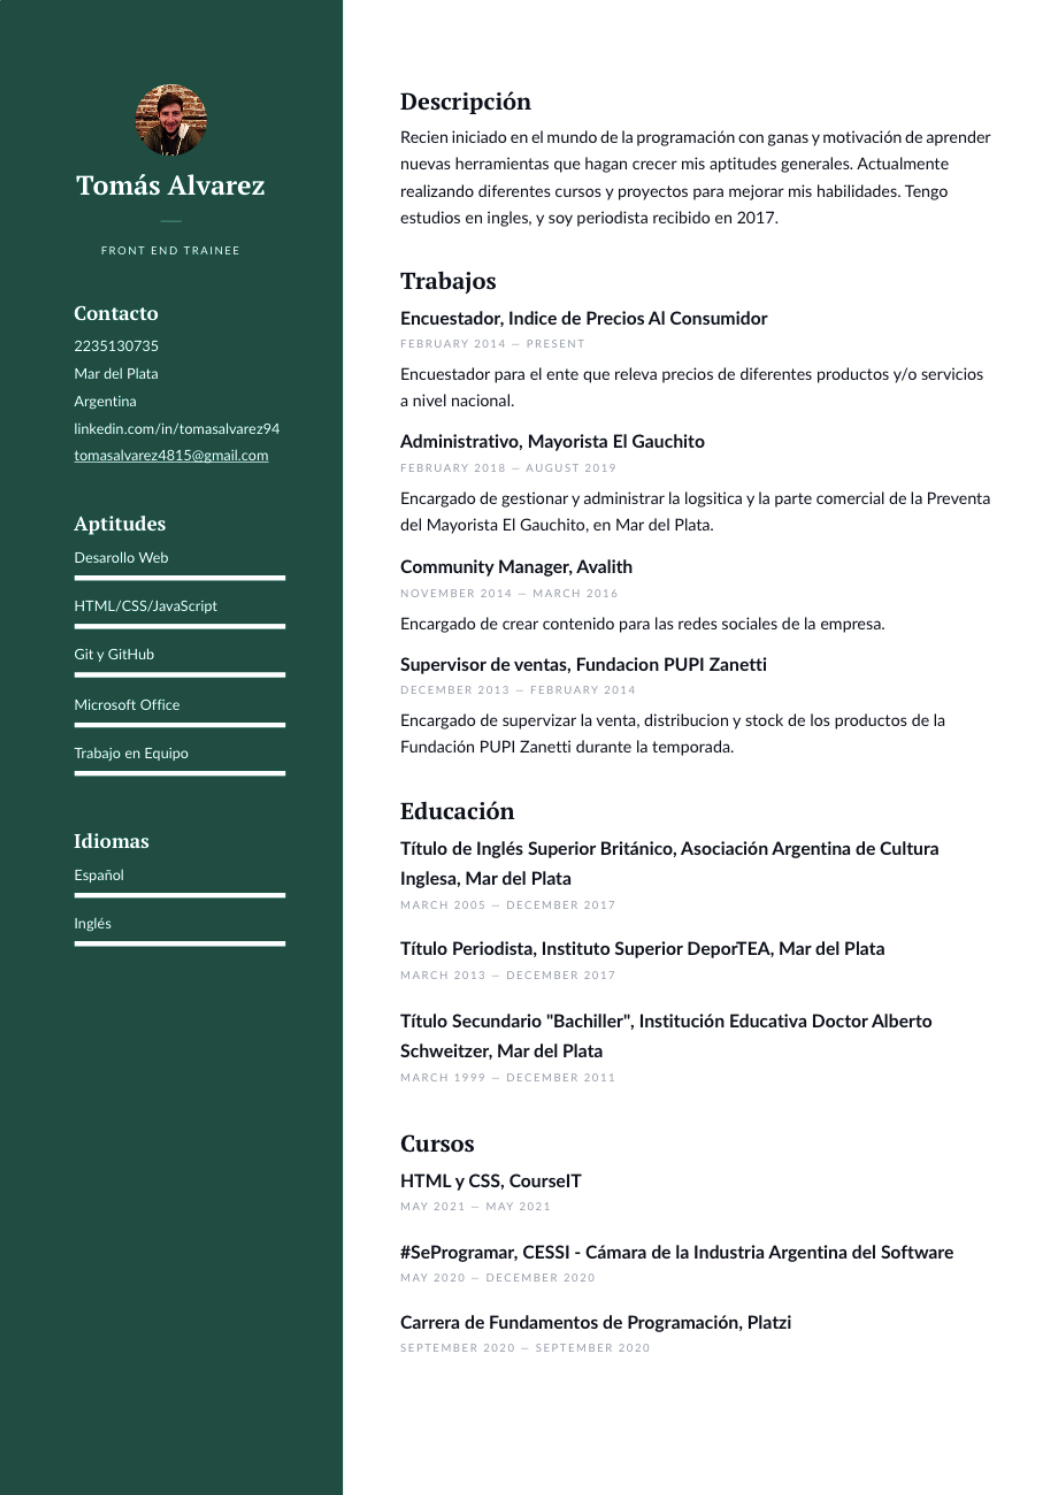 Tomás Alvarez
FRONT END TRAINEE
Contacto
2235130735
Mar del Plata
Argentina
linkedin.com/in/tomasalvarez94
tomasalvarez4815@gmail.com
Aptitudes
Desarollo Web
HTML/CSS/JavaScript
Git y GitHub
Microsoft Office
Trabajo en Equipo
Idiomas
Español
Inglés
Descripción
Recien iniciado en el mundo de la programación con ganas y motivación de aprender
nuevas herramientas que hagan crecer mis aptitudes generales. Actualmente
realizando diferentes cursos y proyectos para mejorar mis habilidades. Tengo
estudios en ingles, y soy periodista recibido en 2017.
Trabajos
Encuestador, Indice de Precios Al Consumidor
FEBRUARY 2014 — PRESENT
Encuestador para el ente que releva precios de diferentes productos y/o servicios
a nivel nacional.
Administrativo, Mayorista El Gauchito
FEBRUARY 2018 — AUGUST 2019
Encargado de gestionar y administrar la logsitica y la parte comercial de la Preventa
del Mayorista El Gauchito, en Mar del Plata.
Community Manager, Avalith
NOVEMBER 2014 — MARCH 2016
Encargado de crear contenido para las redes sociales de la empresa.
Supervisor de ventas, Fundacion PUPI Zanetti
DECEMBER 2013 — FEBRUARY 2014
Encargado de supervizar la venta, distribucion y stock de los productos de la
Fundación PUPI Zanetti durante la temporada.
Educación
Título de Inglés Superior Británico, Asociación Argentina de Cultura
Inglesa, Mar del Plata
MARCH 2005 — DECEMBER 2017
Título Periodista, Instituto Superior DeporTEA, Mar del Plata
MARCH 2013 — DECEMBER 2017
Título Secundario "Bachiller", Institución Educativa Doctor Alberto
Schweitzer, Mar del Plata
MARCH 1999 — DECEMBER 2011
Cursos
HTML y CSS, CourseIT
MAY 2021 — MAY 2021
#SeProgramar, CESSI - Cámara de la Industria Argentina del Software
MAY 2020 — DECEMBER 2020
Carrera de Fundamentos de Programación, Platzi
SEPTEMBER 2020 — SEPTEMBER 2020